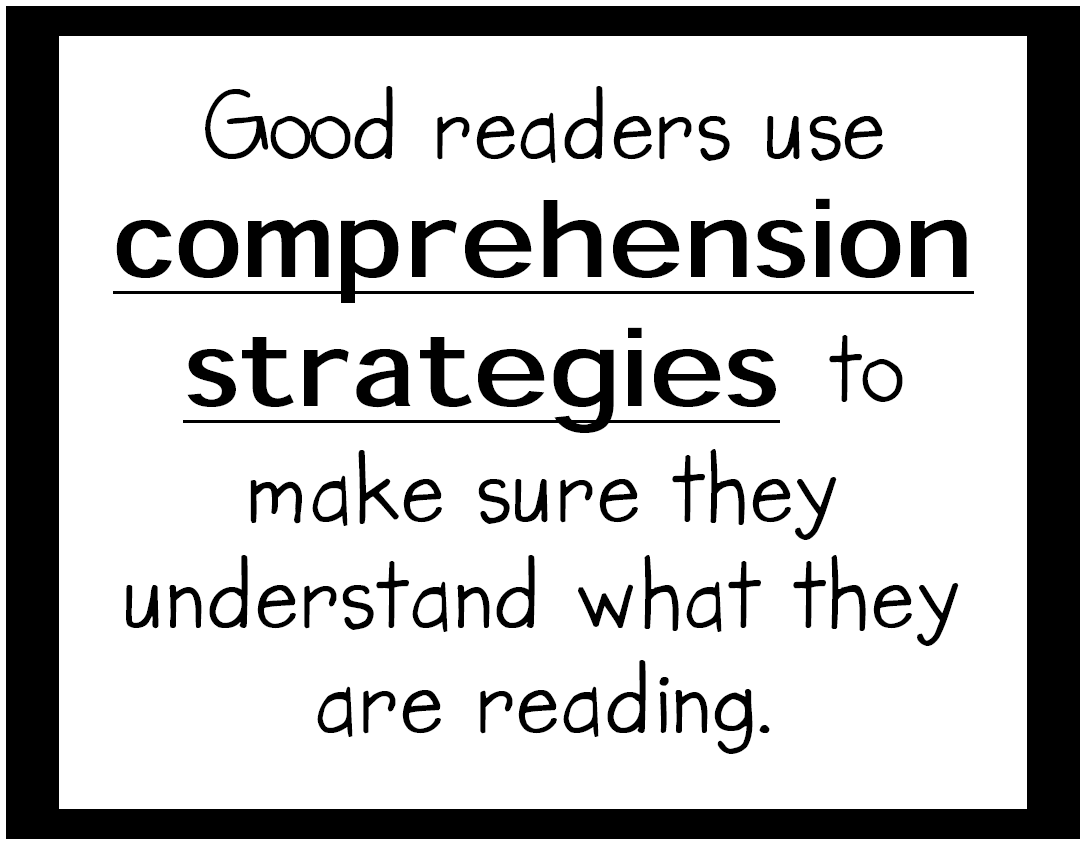 Good readers use
comprehension
strategies to
make sure they
understand what they
are reading.